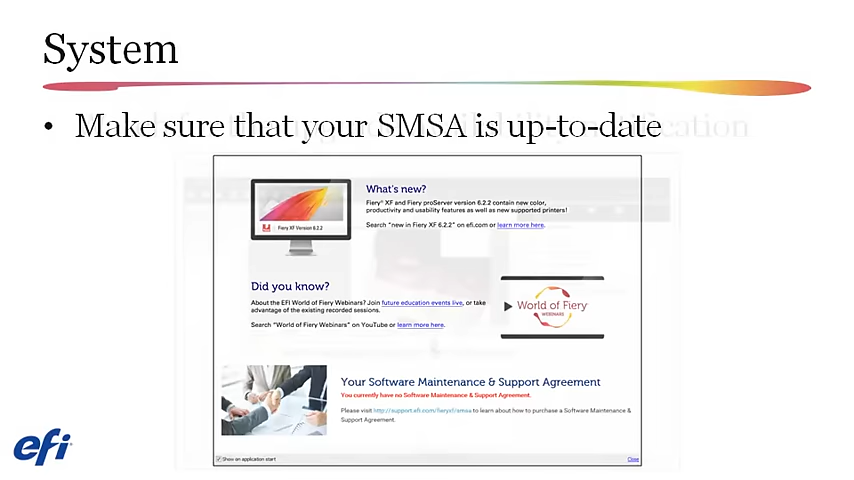 System
• Make sure that your SMSA is up-to-date
What's new?
Fiery® XF and Fiery proServer version 6.2.2 contain new color,
productivity and usability features as well as new supported printers!
Fiery XF Version 6.2.2
Search "new in Fiery XF 6.2.2" on efi.com or learn more here.
Did you know?
About the EFI World of Fiery Webinars? Join future education events live, or take
advantage of the existing recorded sessions.
World of Fiery
WEBINARS
Search "World of Fiery Webinars" on YouTube or learn more here.
Your Software Maintenance & Support Agreement
You currently have no Software Maintenance & Support Agreement.
Please visit http://support.efi.com/fieryxf/smsa to learn about how to purchase a Software Maintenance &
Support Agreement.
efi
Show on application start
Close